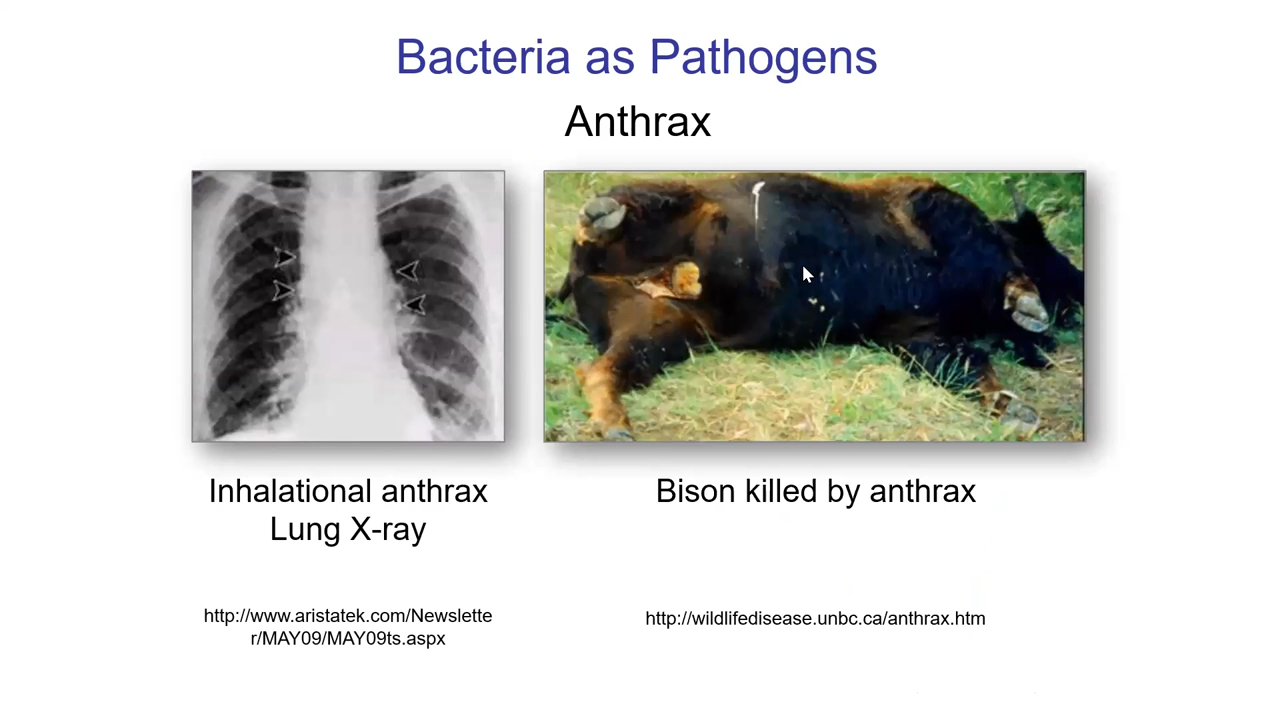 Bacteria as Pathogens
Anthrax
Inhalational anthrax
Lung X-ray
Bison killed by anthrax
http://www.aristatek.com/Newslette
r/MAY09/MAY09ts.aspx
http://wildlifedisease.unbc.ca/anthrax.htm